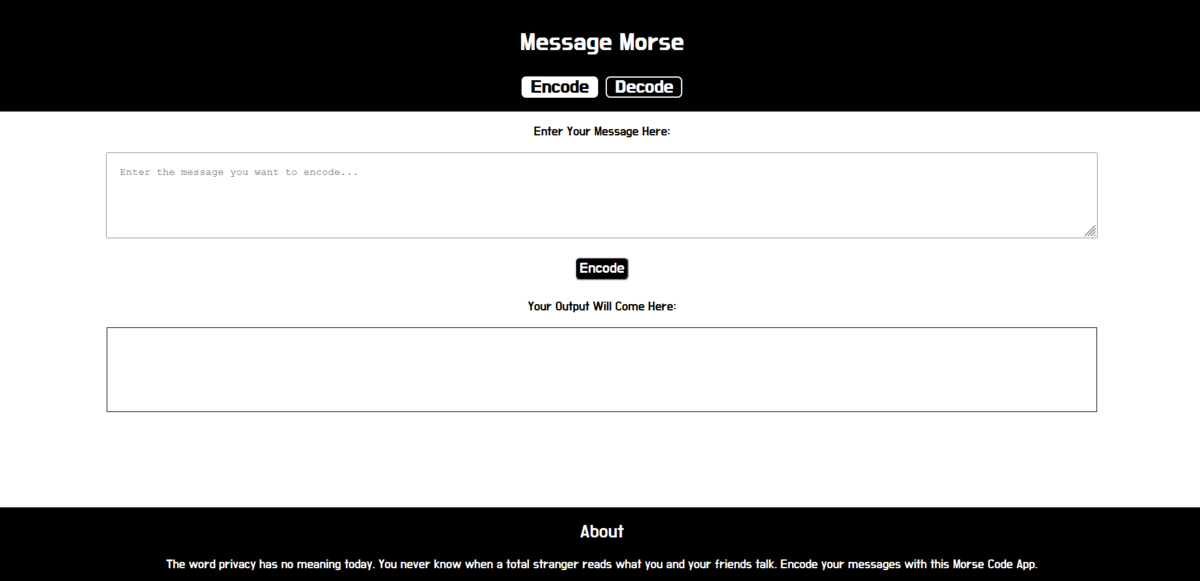 Message Morse
Encode Decode
Enter Your Message Here:
Enter the message you want to encode...
Encode
Your Output Will Come Here:
About
The word privacy has no meaning today. You never know when a total stranger reads what you and your friends talk. Encode your messages with this Morse Code App.